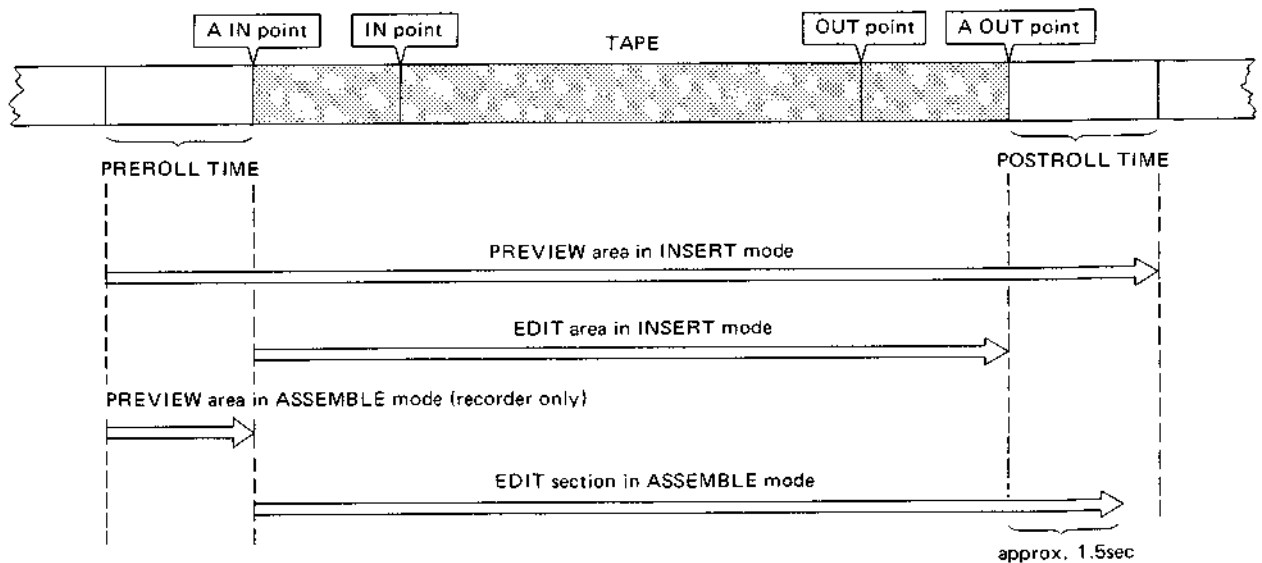 A IN point
IN point
TAPE
OUT point
A OUT point
PREROLL TIME
POSTROLL TIME
PREVIEW area in INSERT mode
EDIT area in INSERT mode
PREVIEW area in ASSEMBLE mode (recorder only)
EDIT section in ASSEMBLE mode
approx. 1.5sec